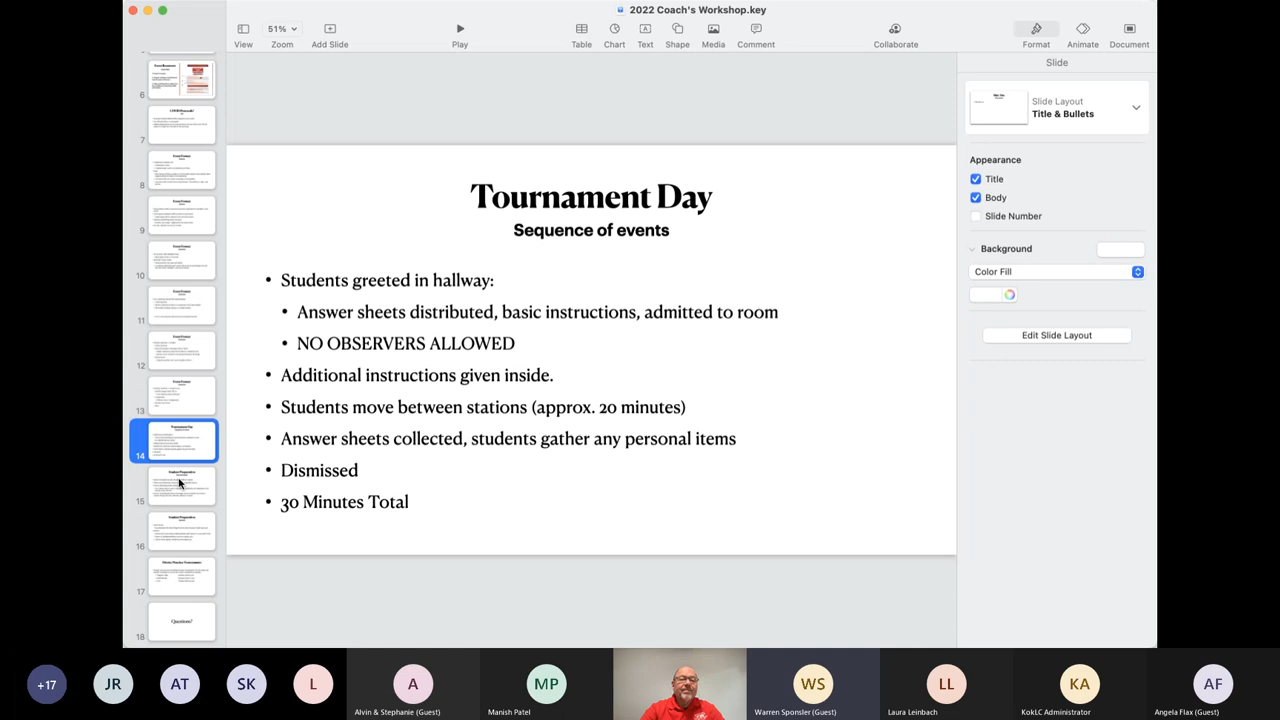 2022 Coach's Workshop.key
51%
View
Zoom
Add Slide
Play
Table
Chart
Text
Shape
Media
Comment
Collaborate
Format
Animate
Document
Slide
Slide Layout
Title & Bullets
Appearance
Title
Body
Slide Number
Background
Color Fill
Edit Slide Layout
6
7
8
9
10
11
12
13
14
15
16
17
18
Tournament Day
Questions?
Tournament Day
Sequence of events
• Students greeted in hallway:
• Answer sheets distributed, basic instructions, admitted to room
• NO OBSERVERS ALLOWED
• Additional instructions given inside.
• Students move between stations (approx. 20 minutes)
• Answer sheets collected, students gather any personal items
• Dismissed
• 30 Minutes Total
+17
JR
AT
SK
L
A
MP
WS
LL
KA
AF
Alvin & Stephanie (Guest)
Manish Patel
Warren Sponsler (Guest)
Laura Leinbach
KokLC Administrator
Angela Flax (Guest)